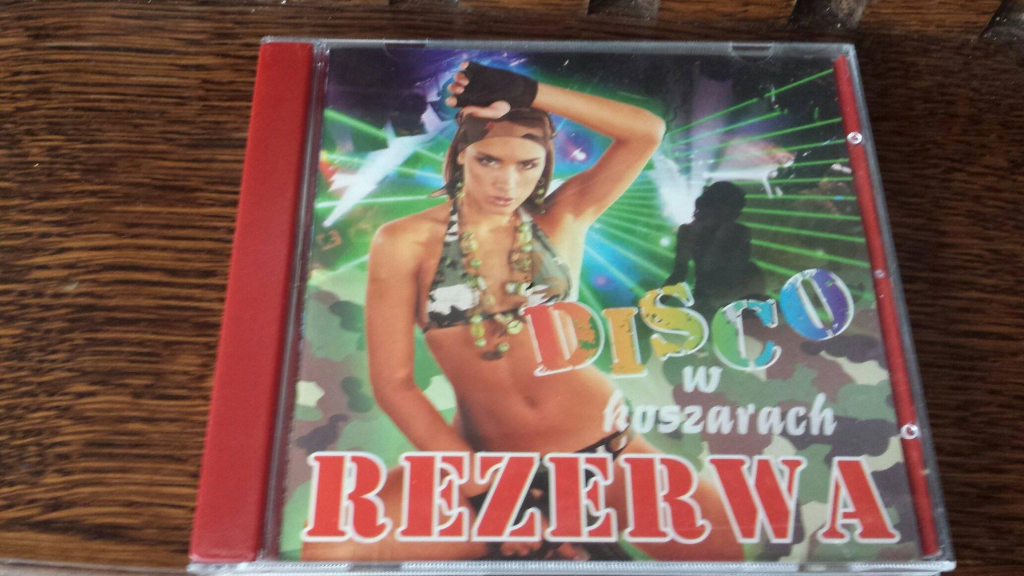 DISCO
w
koszarach
REZERWA